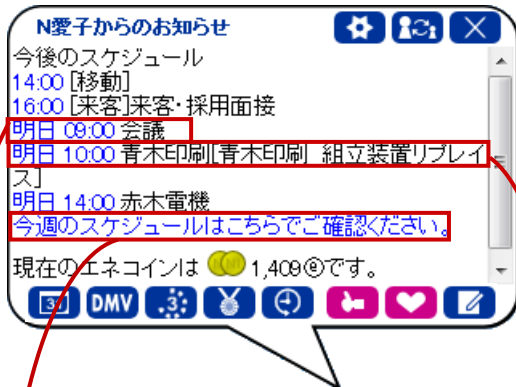 N愛子からのお知らせ
今後のスケジュール
14:00 [移動]
16:00 [来客]来客・採用面接
明日 09:00 会議
明日 10:00 青木印刷[青木印刷 組立装置リプレイ
ス]
明日 14:00 赤木電機
今週のスケジュールはこちらでご確認ください。
現在のエネコインは 1,409ⓔです。
31 DMV 3